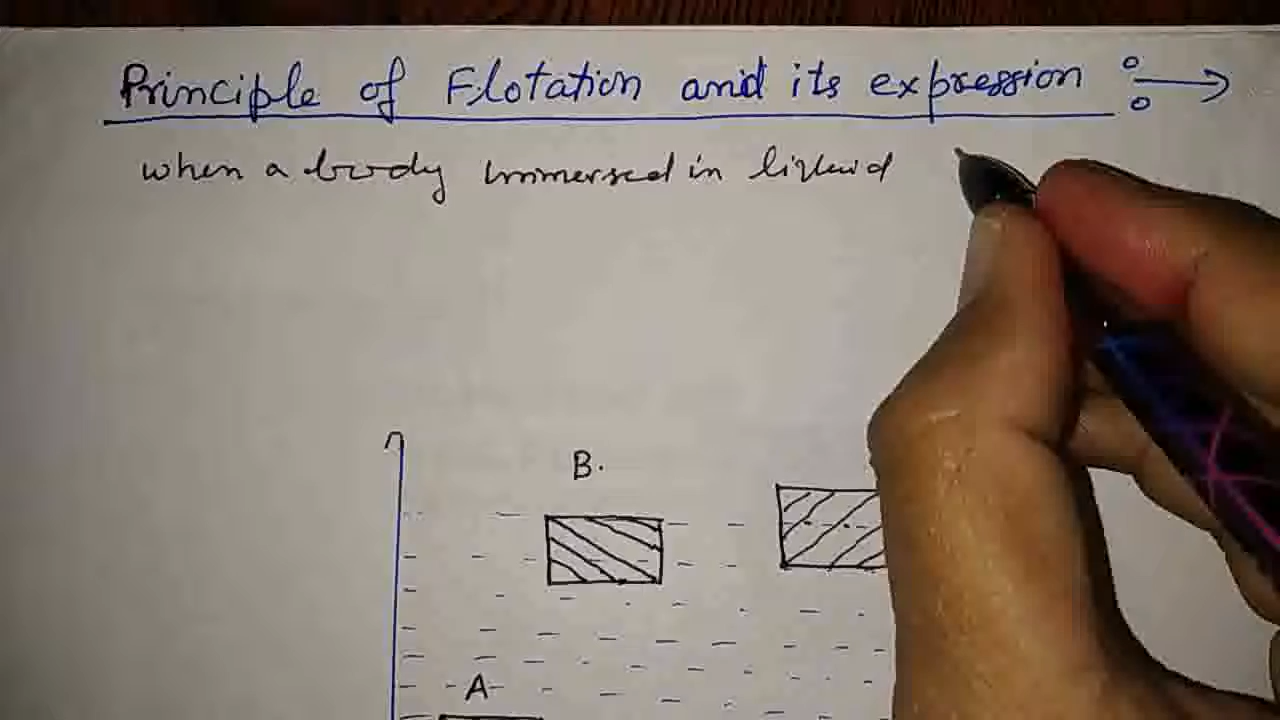 Principle of Flotation and its expression :→
when a body immersed in liquid
B.
A